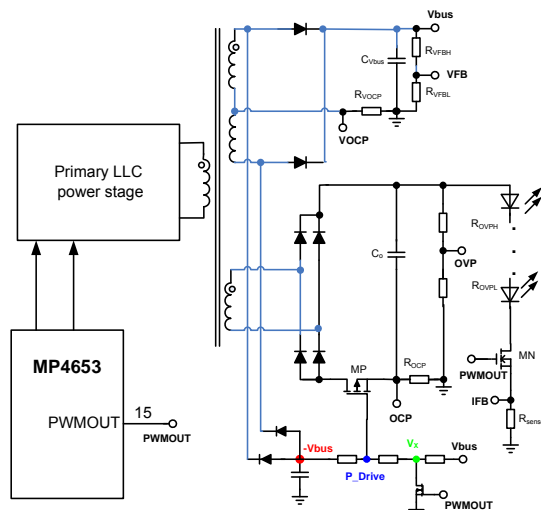 Vbus
RVFBH
CVbus
VFB
RVOCP
RVFBL
VOCP
Primary LLC
power stage
ROVPH
Co
OVP
ROVPL
MP4653
MP
ROCP
MN
PWMOUT
OCP
IFB
Rsens
PWMOUT
15
PWMOUT
-Vbus
VX
Vbus
P_Drive
PWMOUT